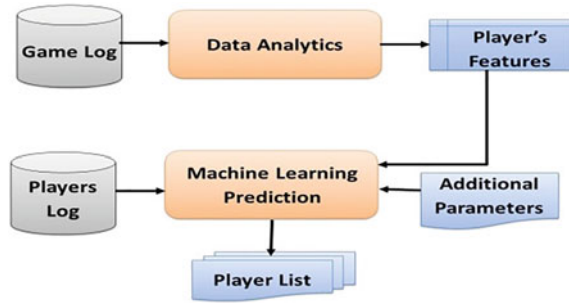 Game Log
Data Analytics
Player's
Features
Players
Log
Machine Learning
Prediction
Additional
Parameters
Player List